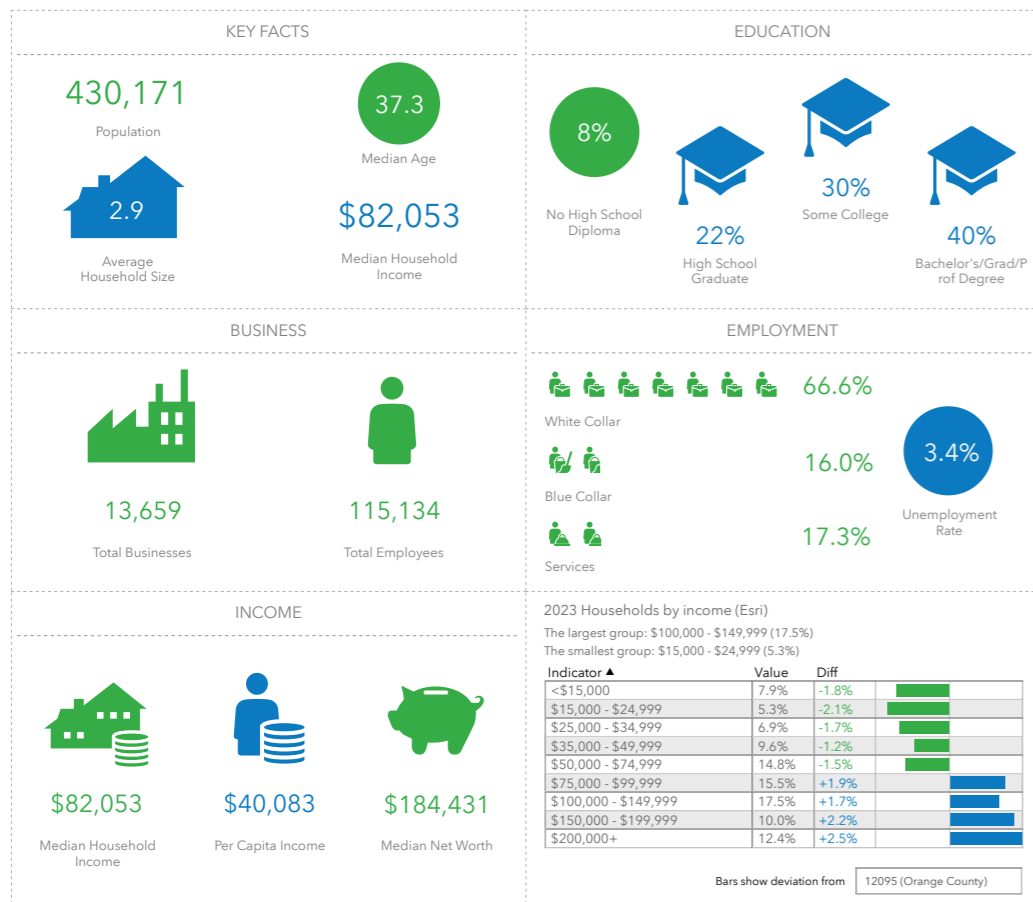 KEY FACTS
430,171
Population
37.3
Median Age
2.9
Average
Household Size
$82,053
Median Household
Income
EDUCATION
8%
No High School
Diploma
22%
High School
Graduate
30%
Some College
40%
Bachelor's/Grad/P
rof Degree
BUSINESS
13,659
Total Businesses
115,134
Total Employees
EMPLOYMENT
66.6%
White Collar
16.0%
Blue Collar
17.3%
Services
3.4%
Unemployment
Rate
INCOME
$82,053
Median Household
Income
$40,083
Per Capita Income
$184,431
Median Net Worth
2023 Households by income (Esri)
The largest group: $100,000 - $149,999 (17.5%)
The smallest group: $15,000 - $24,999 (5.3%)
Indicator ▲ Value Diff
<$15,000 7.9% -1.8%
$15,000 - $24,999 5.3% -2.1%
$25,000 - $34,999 6.9% -1.7%
$35,000 - $49,999 9.6% -1.2%
$50,000 - $74,999 14.8% -1.5%
$75,000 - $99,999 15.5% +1.9%
$100,000 - $149,999 17.5% +1.7%
$150,000 - $199,999 10.0% +2.2%
$200,000+ 12.4% +2.5%
Bars show deviation from 12095 (Orange County)